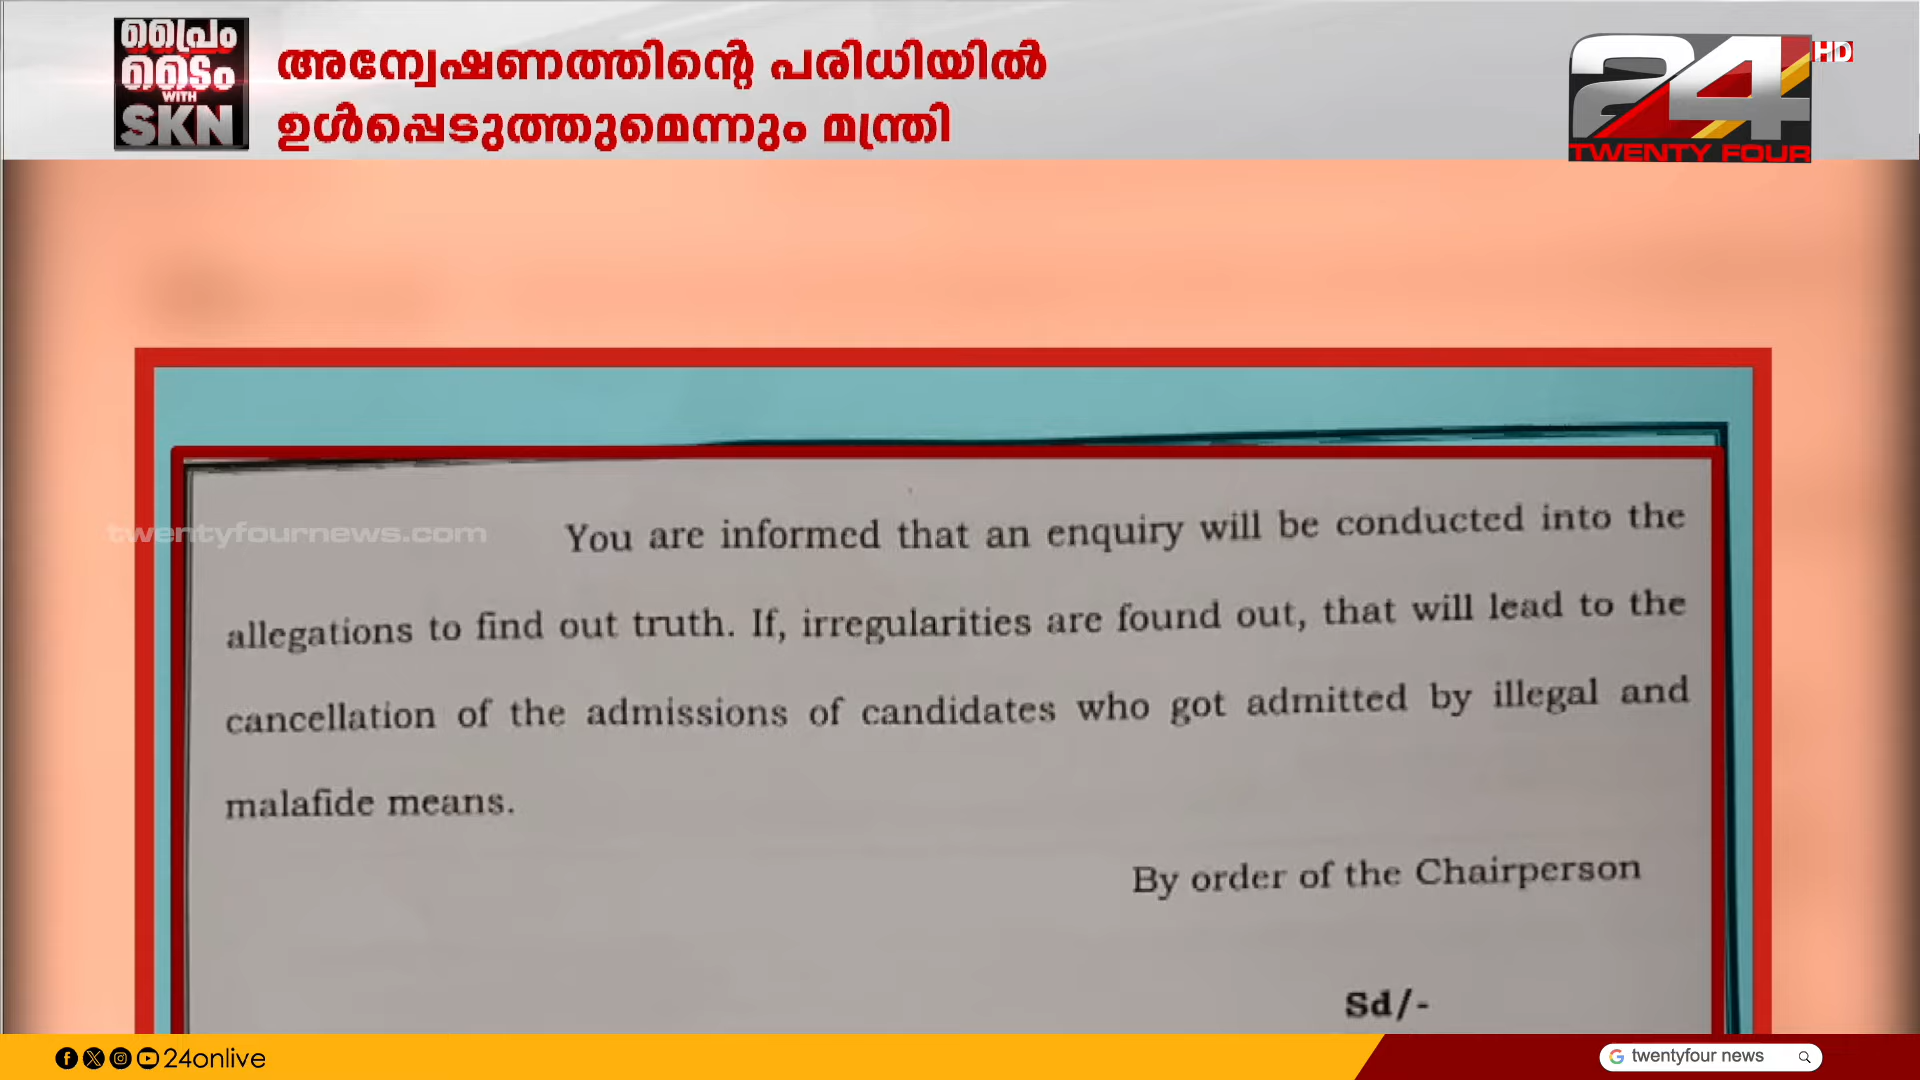 പ്രൈം
ടൈം
WITH
SKN
അന്വേഷണത്തിന്റെ പരിധിയിൽ
ഉൾപ്പെടുത്തുമെന്നും മന്ത്രി
24
HD
TWENTY FOUR
twentyfournews.com
You are informed that an enquiry will be conducted into the
allegations to find out truth. If, irregularities are found out, that will lead to the
cancellation of the admissions of candidates who got admitted by illegal and
malafide means.
By order of the Chairperson
Sd/-
24onlive
twentyfour news